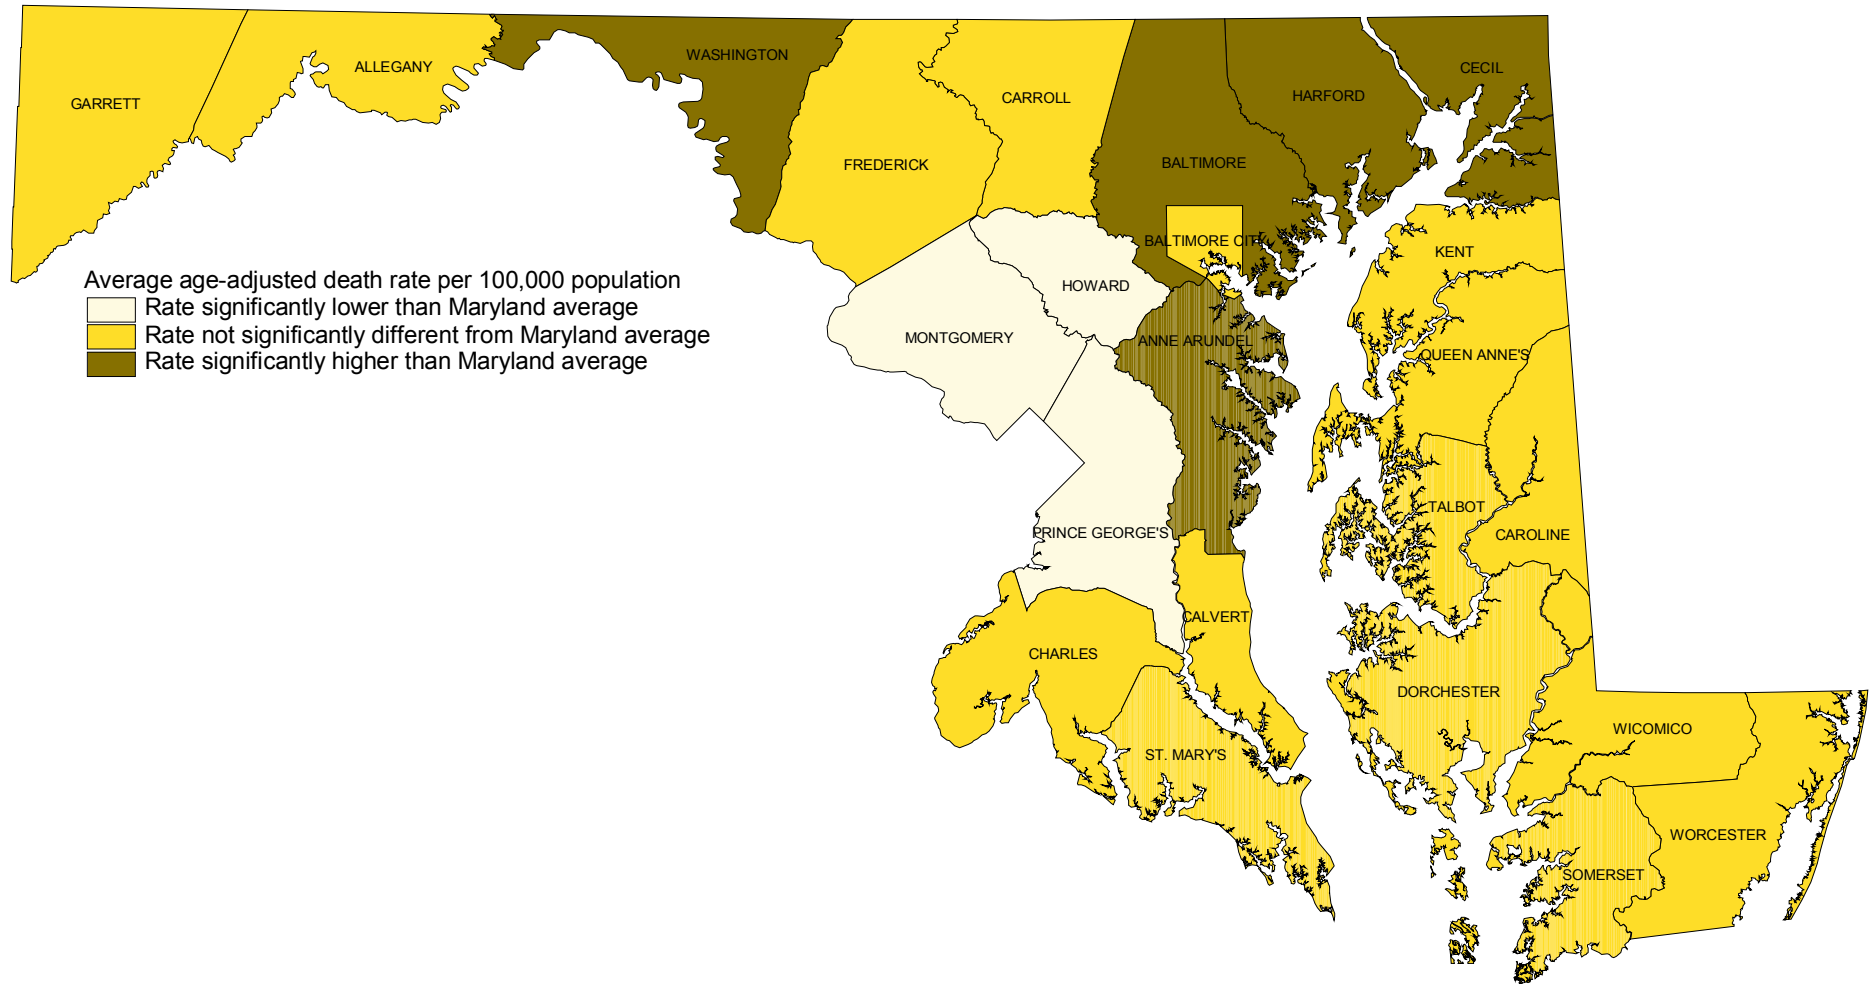 WASHINGTON
ALLEGANY
CECIL
GARRETT
CARROLL
HARFORD
FREDERICK
BALTIMORE
BALTIMORE CITY
KENT
Average age-adjusted death rate per 100,000 population
Rate significantly lower than Maryland average
Rate not significantly different from Maryland average
Rate significantly higher than Maryland average
HOWARD
MONTGOMERY
ANNE ARUNDEL
QUEEN ANNE'S
TALBOT
PRINCE GEORGE'S
CAROLINE
CALVERT
CHARLES
DORCHESTER
WICOMICO
ST. MARY'S
WORCESTER
SOMERSET